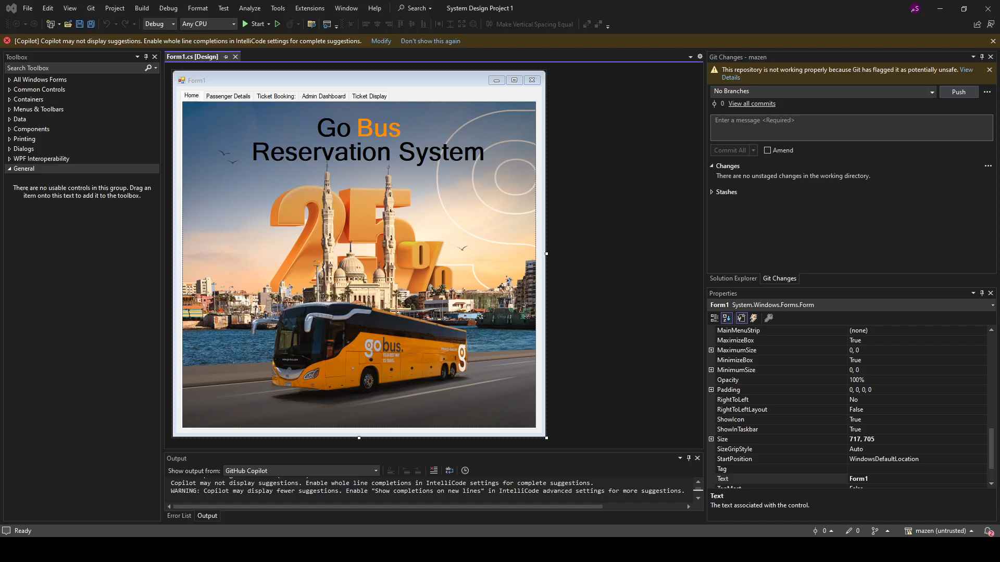 File Edit View Git Project Build Debug Format Test Analyze Tools Extensions Window Help Search System Design Project 1
سم
Debug Any CPU Start Make Vertical Spacing Equal
[Copilot] Copilot may not display suggestions. Enable whole line completions in IntelliCode settings for complete suggestions. Modify Don't show this again
Toolbox
Search Toolbox
All Windows Forms
Common Controls
Containers
Menus & Toolbars
Data
Components
Printing
Dialogs
WPF Interoperability
General
There are no usable controls in this group. Drag an
item onto this text to add it to the toolbox.
Form1.cs [Design]
Form1
Home Passenger Details Ticket Booking: Admin Dashboard Ticket Display
Go Bus
Reservation System
25%
gobus.
YOUR BEST WAY
TO TRAVEL
www.go-bus.com
g
www.go-bus.com
Output
Show output from: GitHub Copilot
Copilot may not display suggestions. Enable whole line completions in IntelliCode settings for complete suggestions.
WARNING: Copilot may display fewer suggestions. Enable "Show completions on new lines" in IntelliCode advanced settings for more suggestions.
Error List Output
Git Changes - mazen
This repository is not working properly because Git has flagged it as potentially unsafe. View
Details
No Branches Push
0 View all commits
Enter a message <Required>
Commit All Amend
Changes
There are no unstaged changes in the working directory.
Stashes
Solution Explorer Git Changes
Properties
Form1 System.Windows.Forms.Form
MainMenuStrip (none)
MaximizeBox True
MaximumSize 0, 0
MinimizeBox True
MinimumSize 0, 0
Opacity 100%
Padding 0, 0, 0, 0
RightToLeft No
RightToLeftLayout False
ShowIcon True
ShowInTaskbar True
Size 717, 705
SizeGripStyle Auto
StartPosition WindowsDefaultLocation
Tag
Text Form1
Text
The text associated with the control.
Ready 0 0 mazen (untrusted) 2